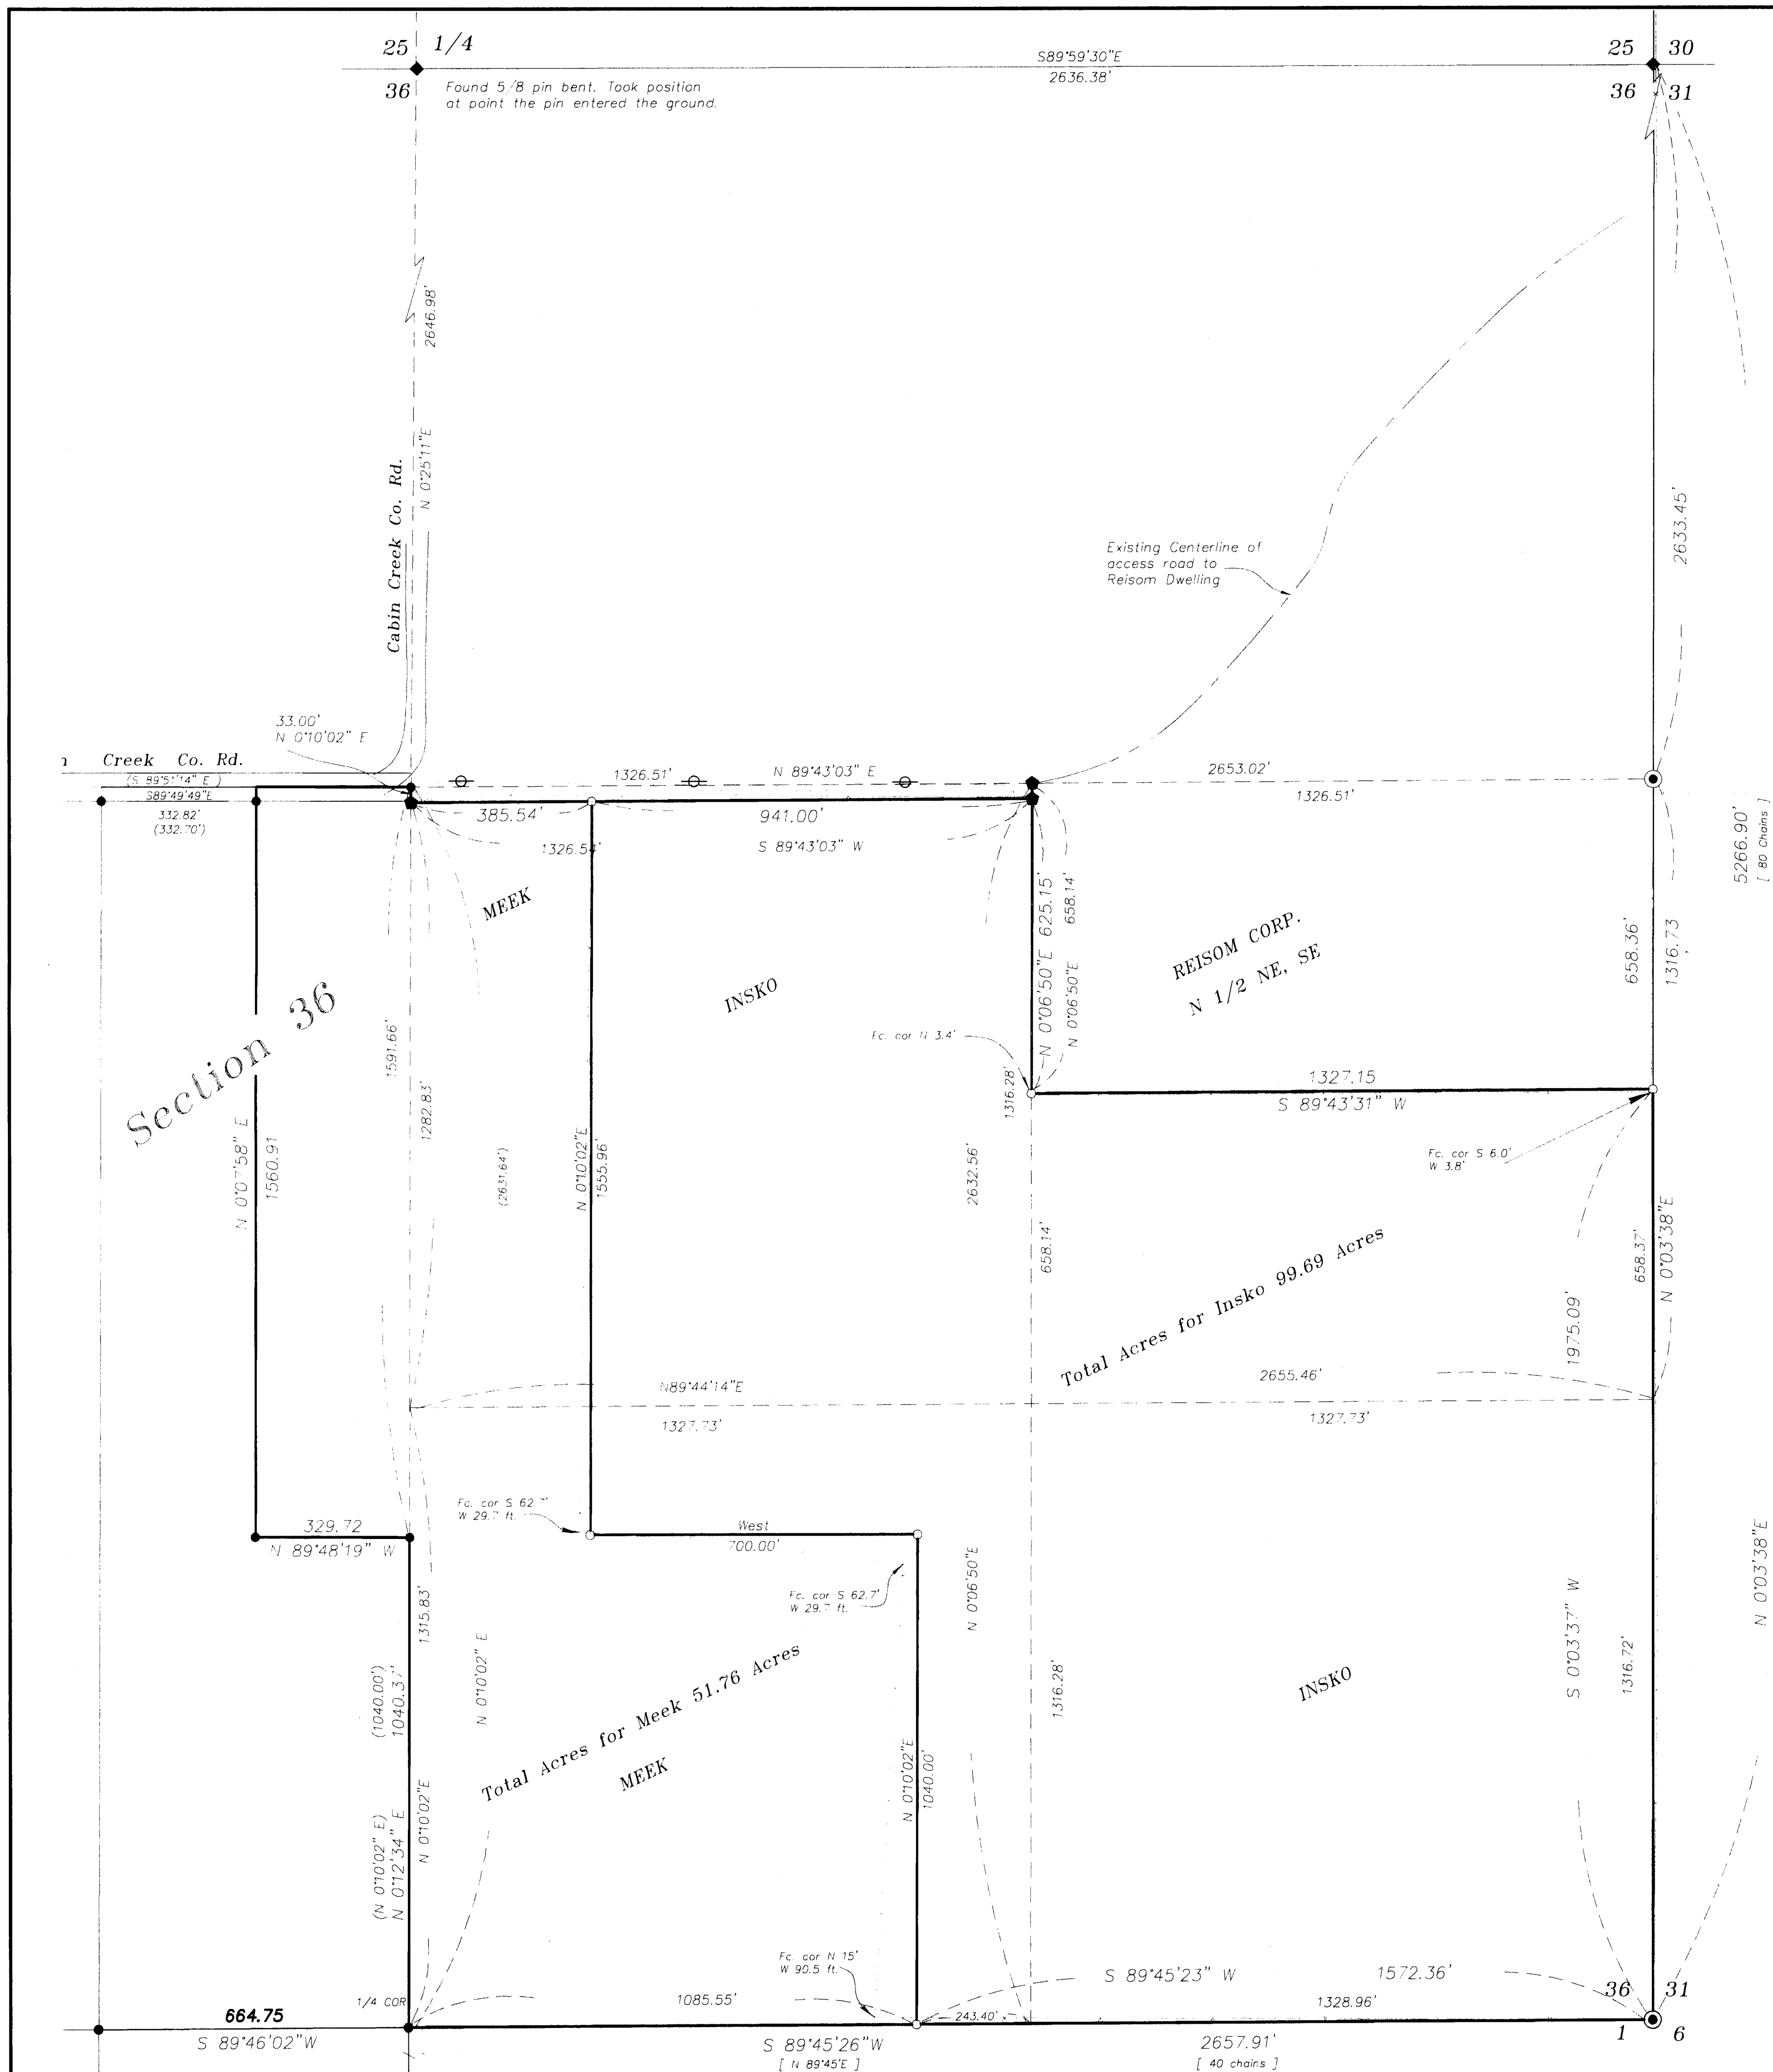 25 1/4
36
Found 5/8 pin bent. Took position
at point the pin entered the ground.
S89°59'30"E
2636.38'
25 30
36 31
2646.98'
N 0°25'11"E
Cabin Creek Co. Rd.
Existing Centerline of
access road to
Reisom Dwelling
2633.45'
5266.90'
[ 80 Chains ]
33.00'
N 0°10'02" E
Creek Co. Rd.
(S 89°51'14" E )
S89°49'49"E
332.82'
(332.70')
1326.51'
N 89°43'03" E
2653.02'
1326.51'
385.54'
941.00'
1326.54'
S 89°43'03" W
MEEK
INSKO
N 0°06'50"E 625.15'
658.14'
N 0°06'50"E
REISOM CORP.
N 1/2 NE, SE
658.36'
1316.73
Section 36
1591.66'
1282.83'
Fc. cor N 3.4'
1316.28'
1327.15
S 89°43'31" W
N 0°07'58" E
1560.91
(2631.64')
N 0°10'02"E
1555.96'
2632.56'
658.14'
Fc. cor S 6.0'
W 3.8'
658.37'
N 0°03'38"E
1975.09'
Total Acres for Insko 99.69 Acres
N89°44'14"E
2655.46'
1327.73'
1327.73'
Fc. cor S 62.7'
W 29.7 ft.
329.72
N 89°48'19" W
West
700.00'
Fc. cor S 62.7'
W 29.7 ft.
1315.83'
N 0°10'02" E
N 0°06'50"E
1316.28'
S 0°03'37" W
1316.72'
N 0°03'38"E
(1040.00')
1040.37'
Total Acres for Meek 51.76 Acres
MEEK
INSKO
N 0°10'02"E
1040.00'
(N 0°10'02" E)
N 0°12'34" E
N 0°10'02"E
Fc. cor N 15'
W 90.5 ft.
S 89°45'23" W
1572.36'
36 31
664.75
1/4 COR
1085.55'
243.40'
1328.96'
S 89°46'02"W
S 89°45'26"W
[ N 89°45'E ]
2657.91'
[ 40 chains ]
1 6